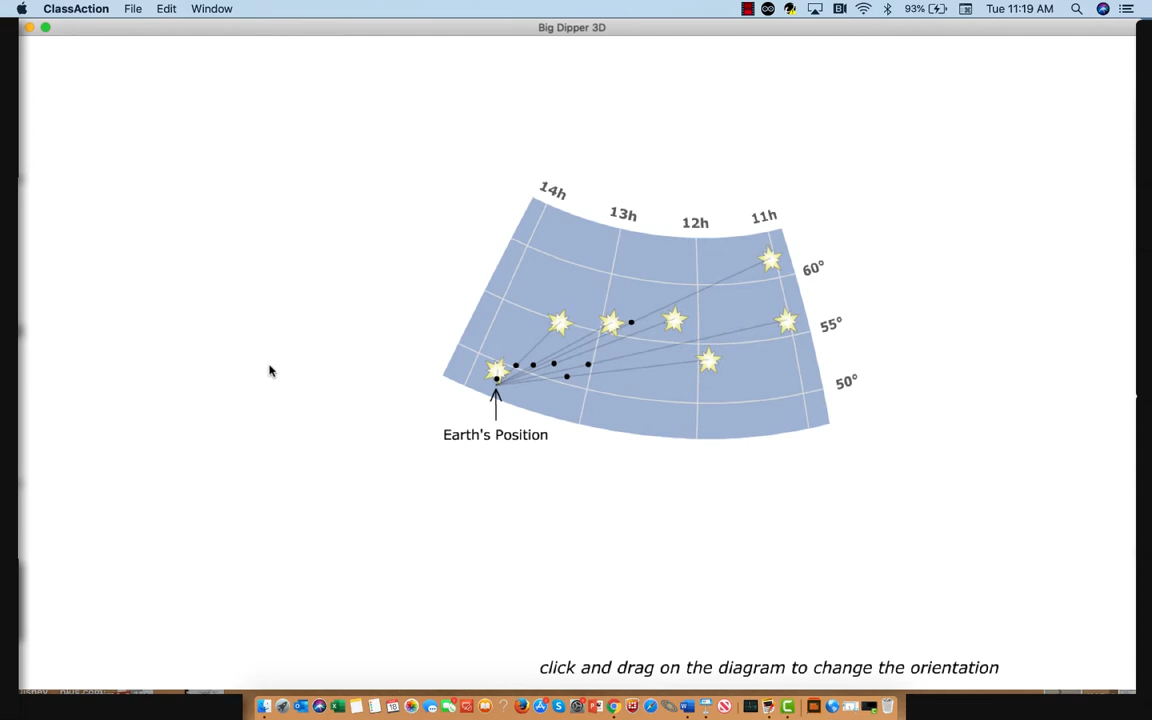 ClassAction File Edit Window 93% Tue 11:19 AM
Big Dipper 3D
14h
13h
12h
11h
60°
55°
50°
Earth's Position
click and drag on the diagram to change the orientation